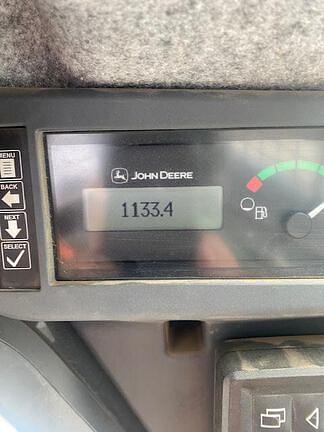 MENU
BACK
NEXT
SELECT
JOHN DEERE
1133.4